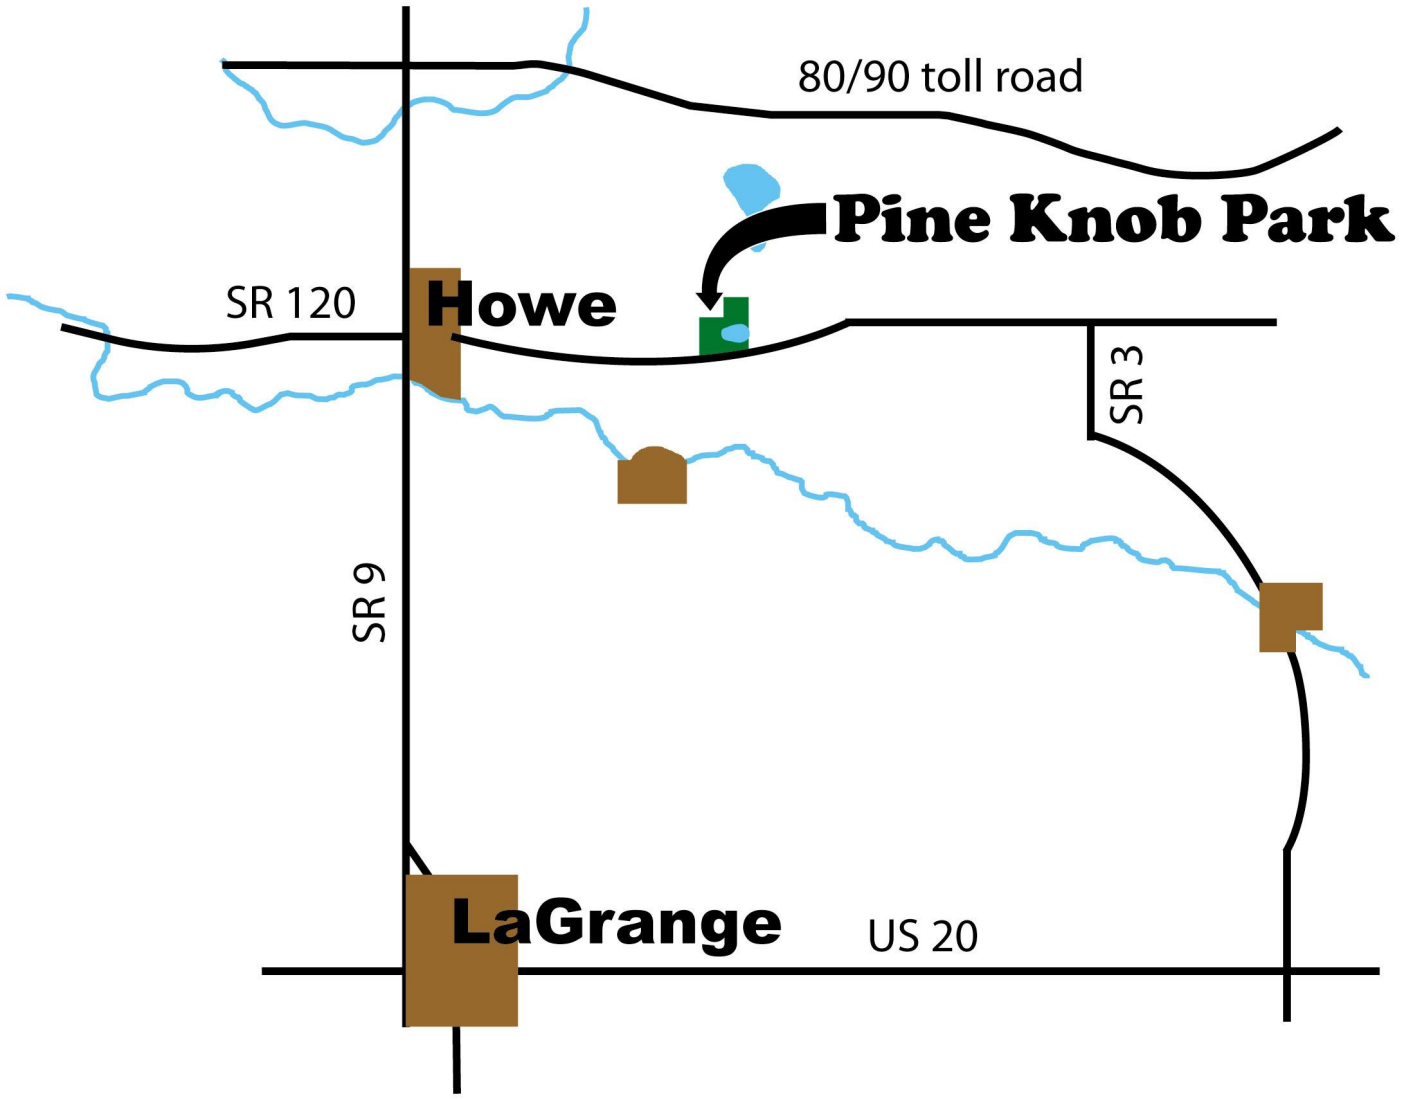 80/90 toll road
Pine Knob Park
SR 120
Howe
SR 3
SR 9
LaGrange
US 20